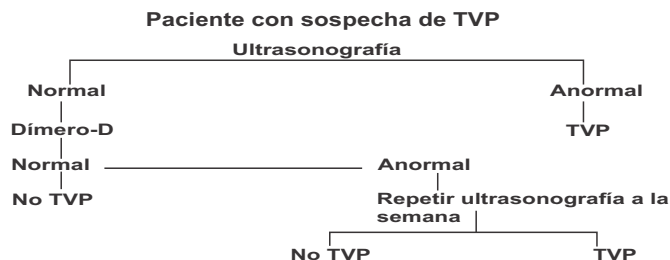 Paciente con sospecha de TVP
Ultrasonografía
Normal
Anormal
Dímero-D
TVP
Normal
Anormal
No TVP
Repetir ultrasonografía a la
semana
No TVP
TVP